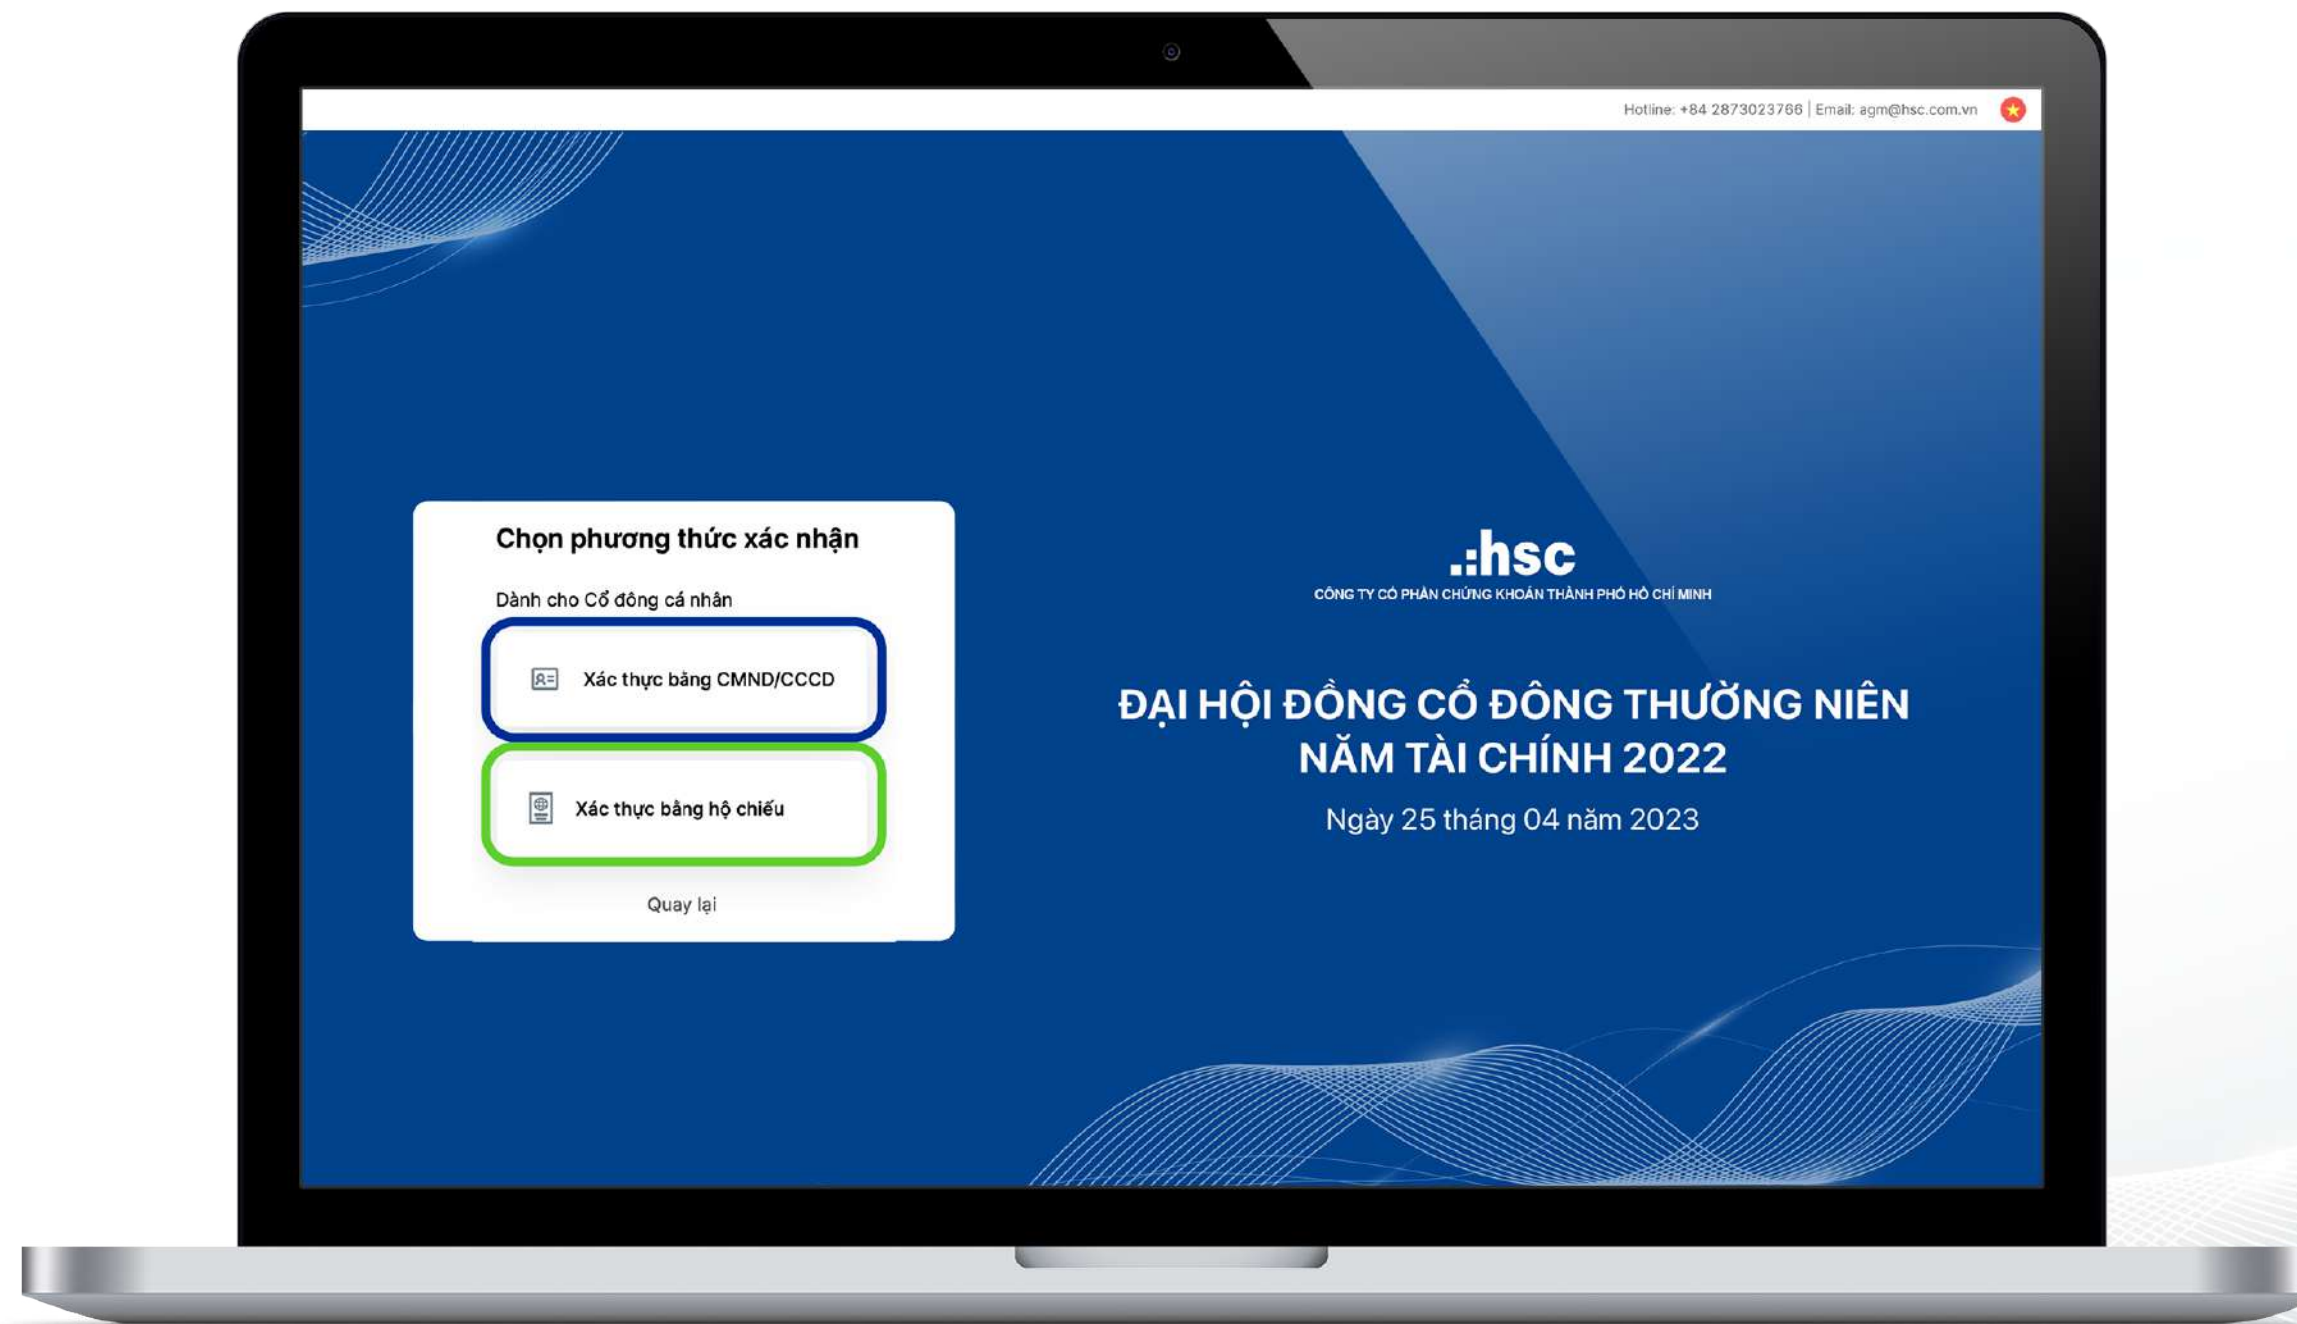 Hotline: +84 2873023766 | Email: agm@hsc.com.vn
Chọn phương thức xác nhận
Dành cho Cổ đông cá nhân
Xác thực bằng CMND/CCCD
Xác thực bằng hộ chiếu
Quay lại
.:hsc
CÔNG TY CỔ PHẦN CHỨNG KHOÁN THÀNH PHỐ HỒ CHÍ MINH
ĐẠI HỘI ĐỒNG CỔ ĐÔNG THƯỜNG NIÊN
NĂM TÀI CHÍNH 2022
Ngày 25 tháng 04 năm 2023